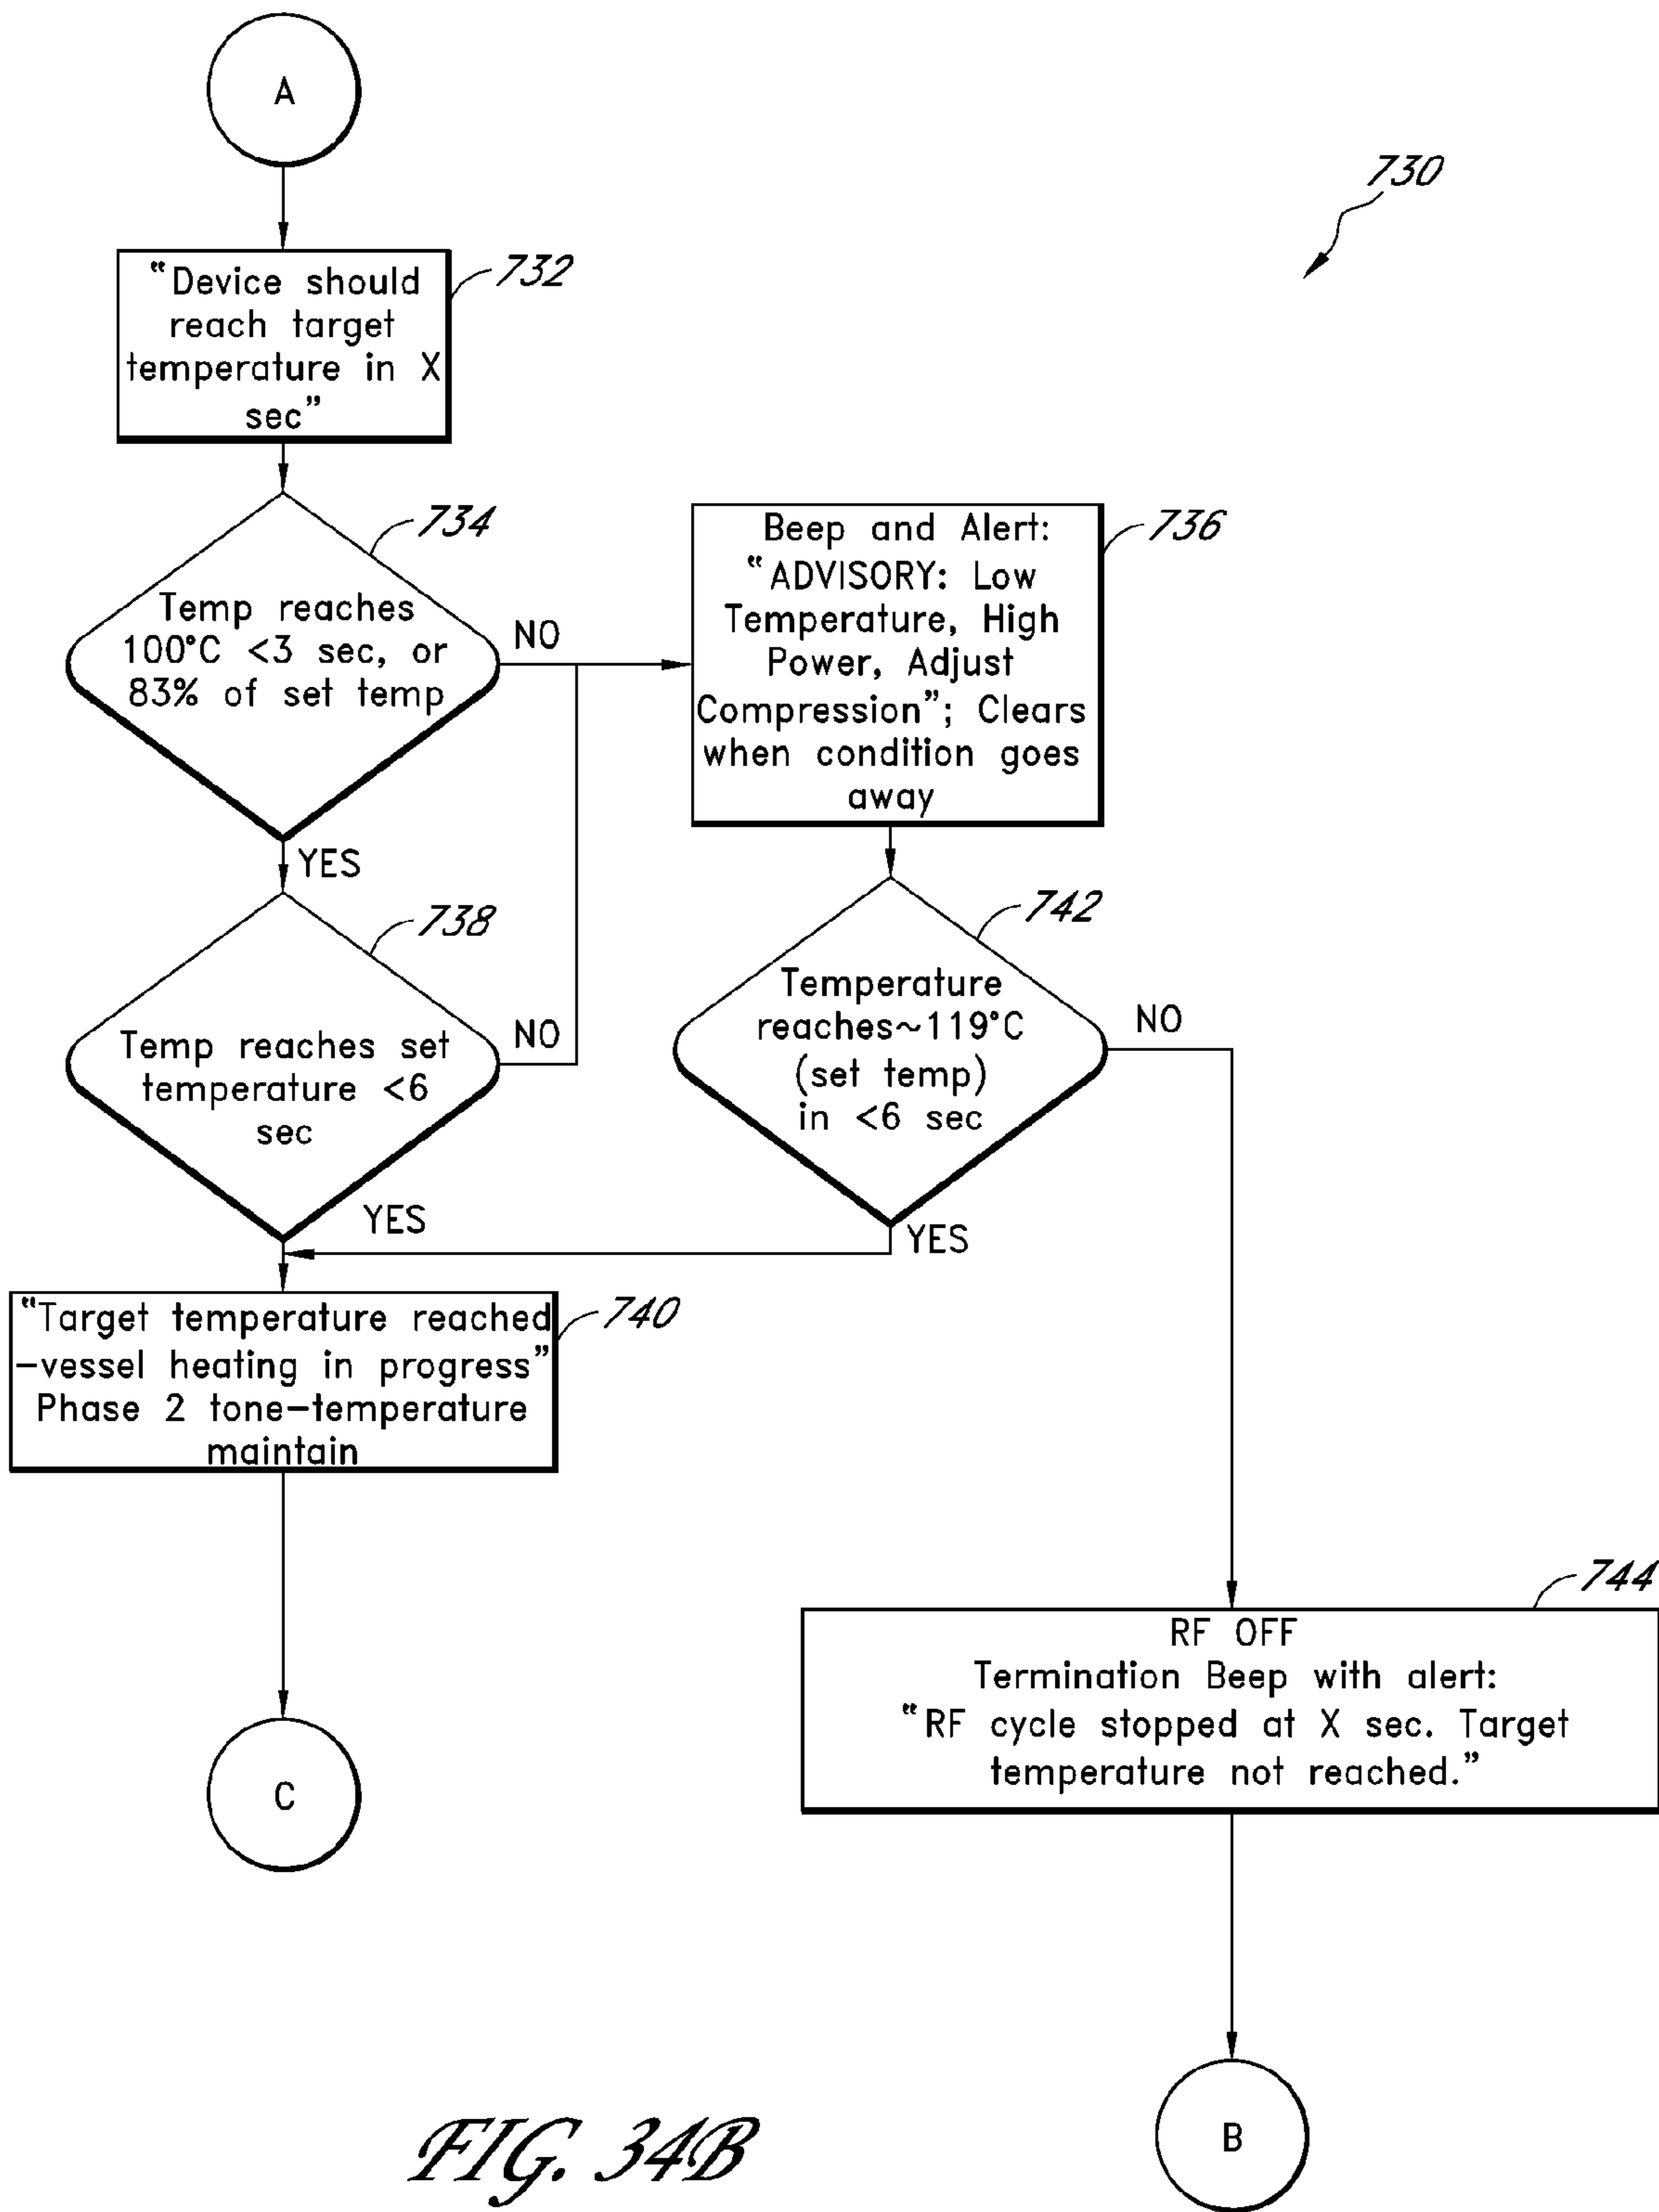 A
730
"Device should
reach target
temperature in X
sec"
732
734
Temp reaches
100°C <3 sec, or
83% of set temp
NO
YES
Beep and Alert:
"ADVISORY: Low
Temperature, High
Power, Adjust
Compression"; Clears
when condition goes
away
736
738
Temp reaches set
temperature <6
sec
NO
YES
742
Temperature
reaches~119°C
(set temp)
in <6 sec
NO
YES
"Target temperature reached
-vessel heating in progress"
Phase 2 tone-temperature
maintain
740
C
744
RF OFF
Termination Beep with alert:
"RF cycle stopped at X sec. Target
temperature not reached."
B
FIG. 34B